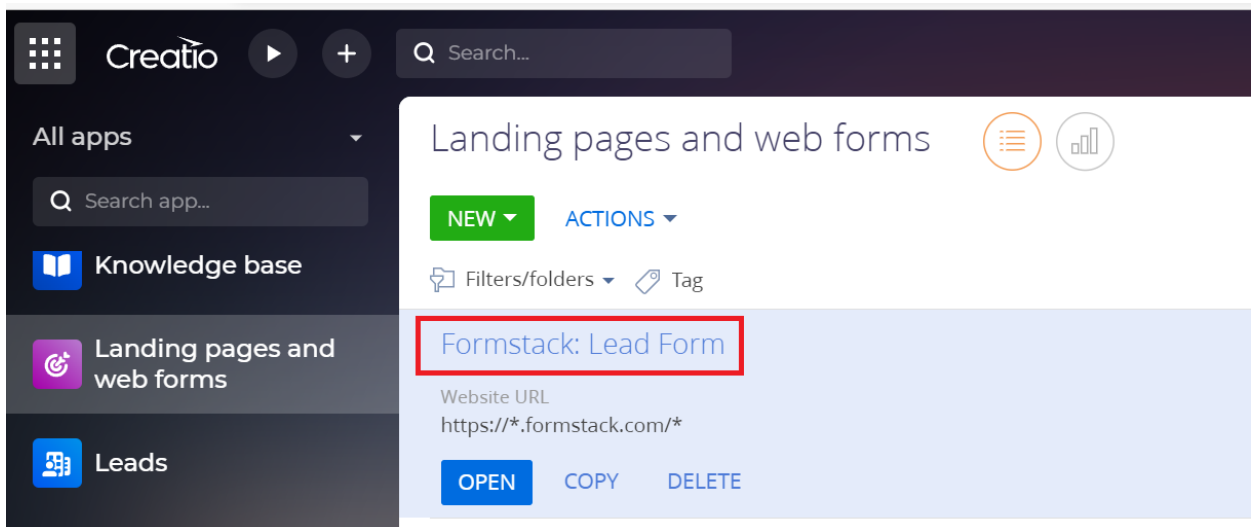 Creatio
Search...
All apps
Search app...
Knowledge base
Landing pages and
web forms
Leads
Landing pages and web forms
NEW
ACTIONS
Filters/folders
Tag
Formstack: Lead Form
Website URL
https://*.formstack.com/*
OPEN
COPY
DELETE